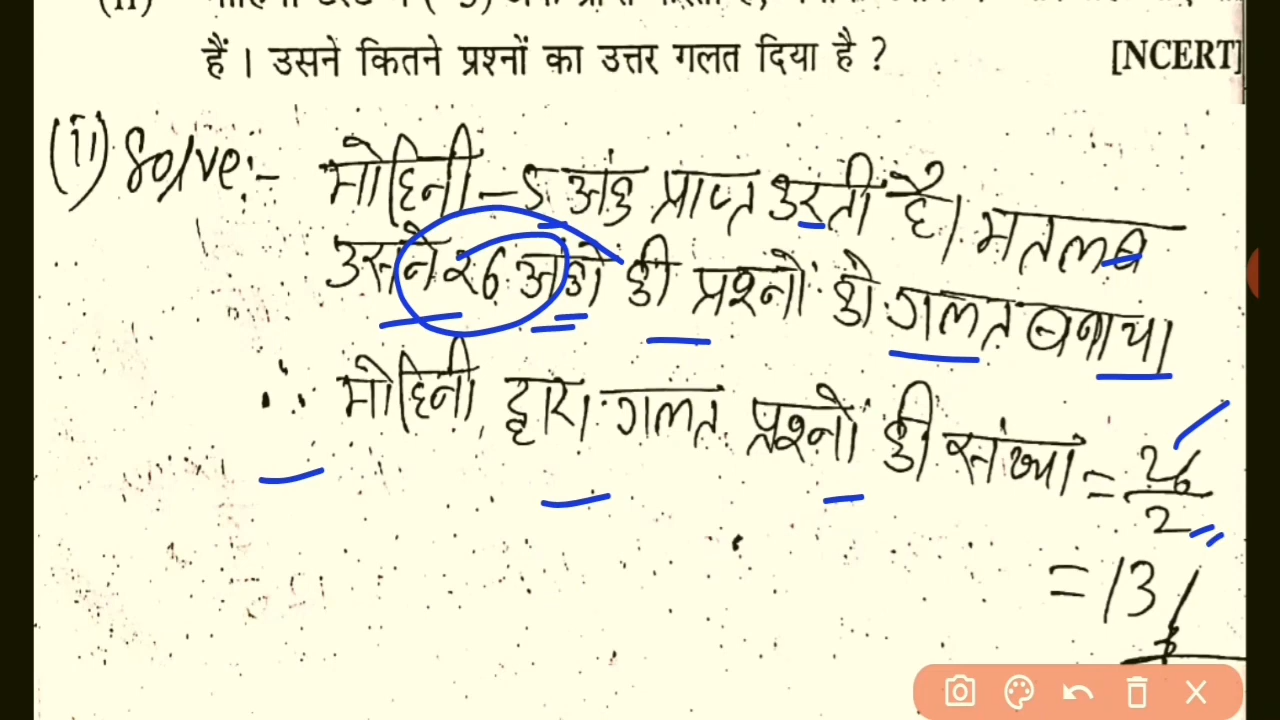 हैं । उसने कितने प्रश्नों का उत्तर गलत दिया है ? [NCERT]
(ii) Solve:- मोहिनी -5 अंक प्राप्त करती है। मतलब
उसने 26 अंको की प्रश्नों को गलत बनाया
∴ मोहिनी द्वारा गलत प्रश्नों की संख्या = 26/2
= 13